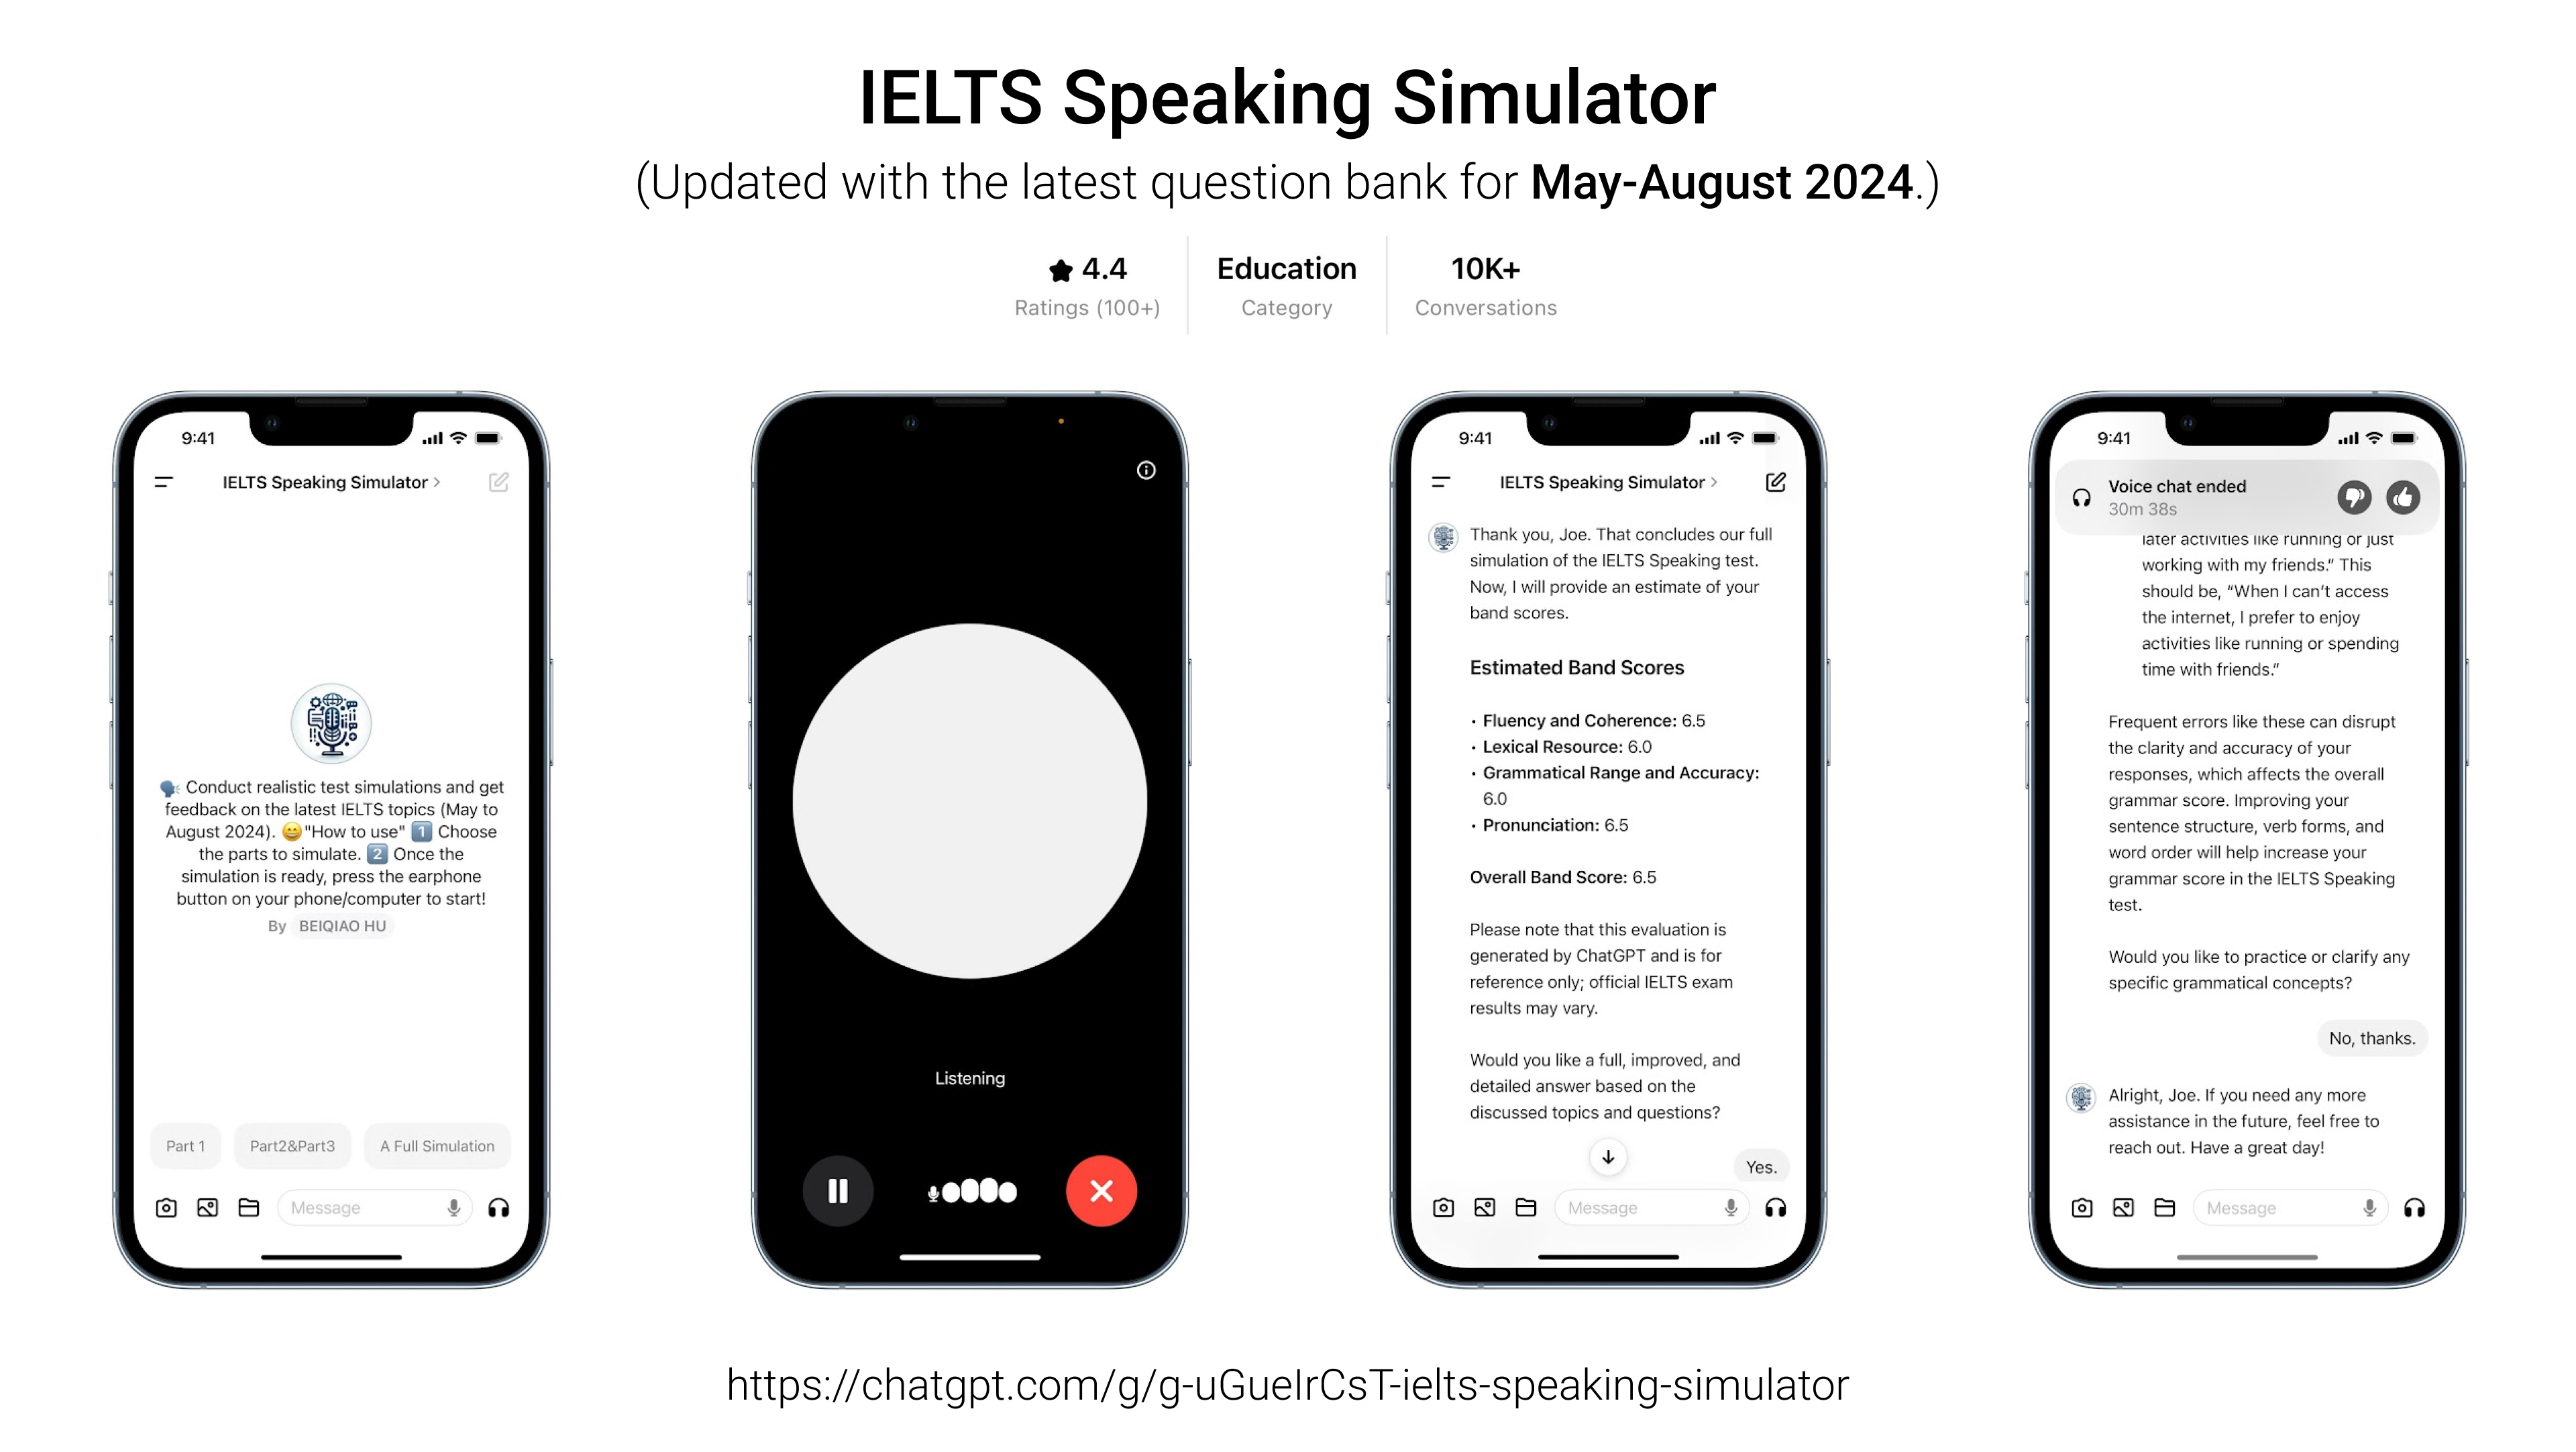 IELTS Speaking Simulator
(Updated with the latest question bank for May-August 2024.)
★ 4.4
Ratings (100+)
Education
Category
10K+
Conversations
9:41
IELTS Speaking Simulator >
🗣️ Conduct realistic test simulations and get
feedback on the latest IELTS topics (May to
August 2024). 😄"How to use" 1️⃣ Choose
the parts to simulate. 2️⃣ Once the
simulation is ready, press the earphone
button on your phone/computer to start!
By BEIQIAO HU
Part 1
Part2&Part3
A Full Simulation
Message
Listening
9:41
IELTS Speaking Simulator >
Thank you, Joe. That concludes our full
simulation of the IELTS Speaking test.
Now, I will provide an estimate of your
band scores.
Estimated Band Scores
• Fluency and Coherence: 6.5
• Lexical Resource: 6.0
• Grammatical Range and Accuracy:
6.0
• Pronunciation: 6.5
Overall Band Score: 6.5
Please note that this evaluation is
generated by ChatGPT and is for
reference only; official IELTS exam
results may vary.
Would you like a full, improved, and
detailed answer based on the
discussed topics and questions?
Yes.
Message
9:41
Voice chat ended
30m 38s
later activities like running or just
working with my friends.” This
should be, “When I can’t access
the internet, I prefer to enjoy
activities like running or spending
time with friends.”
Frequent errors like these can disrupt
the clarity and accuracy of your
responses, which affects the overall
grammar score. Improving your
sentence structure, verb forms, and
word order will help increase your
grammar score in the IELTS Speaking
test.
Would you like to practice or clarify any
specific grammatical concepts?
No, thanks.
Alright, Joe. If you need any more
assistance in the future, feel free to
reach out. Have a great day!
Message
https://chatgpt.com/g/g-uGueIrCsT-ielts-speaking-simulator